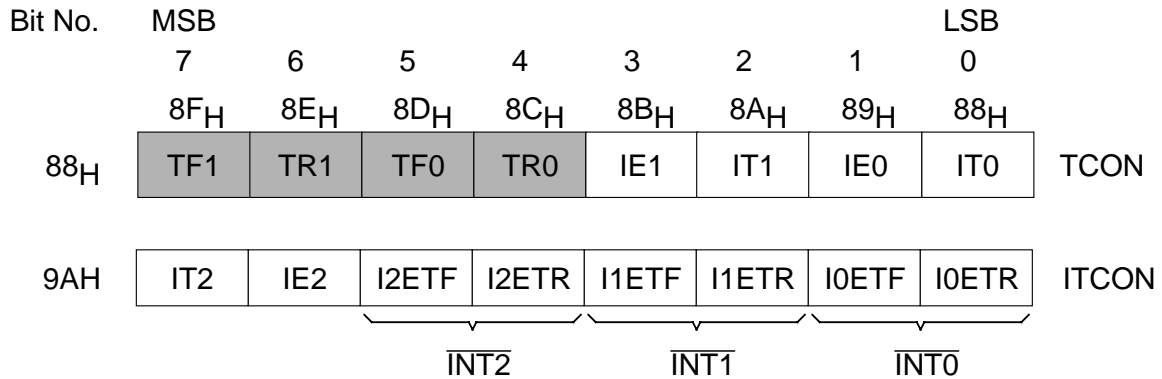 Bit No. MSB LSB
7 6 5 4 3 2 1 0
8FH 8EH 8DH 8CH 8BH 8AH 89H 88H
88H TF1 TR1 TF0 TR0 IE1 IT1 IE0 IT0 TCON
9AH IT2 IE2 I2ETF I2ETR I1ETF I1ETR I0ETF I0ETR ITCON
INT2 INT1 INT0